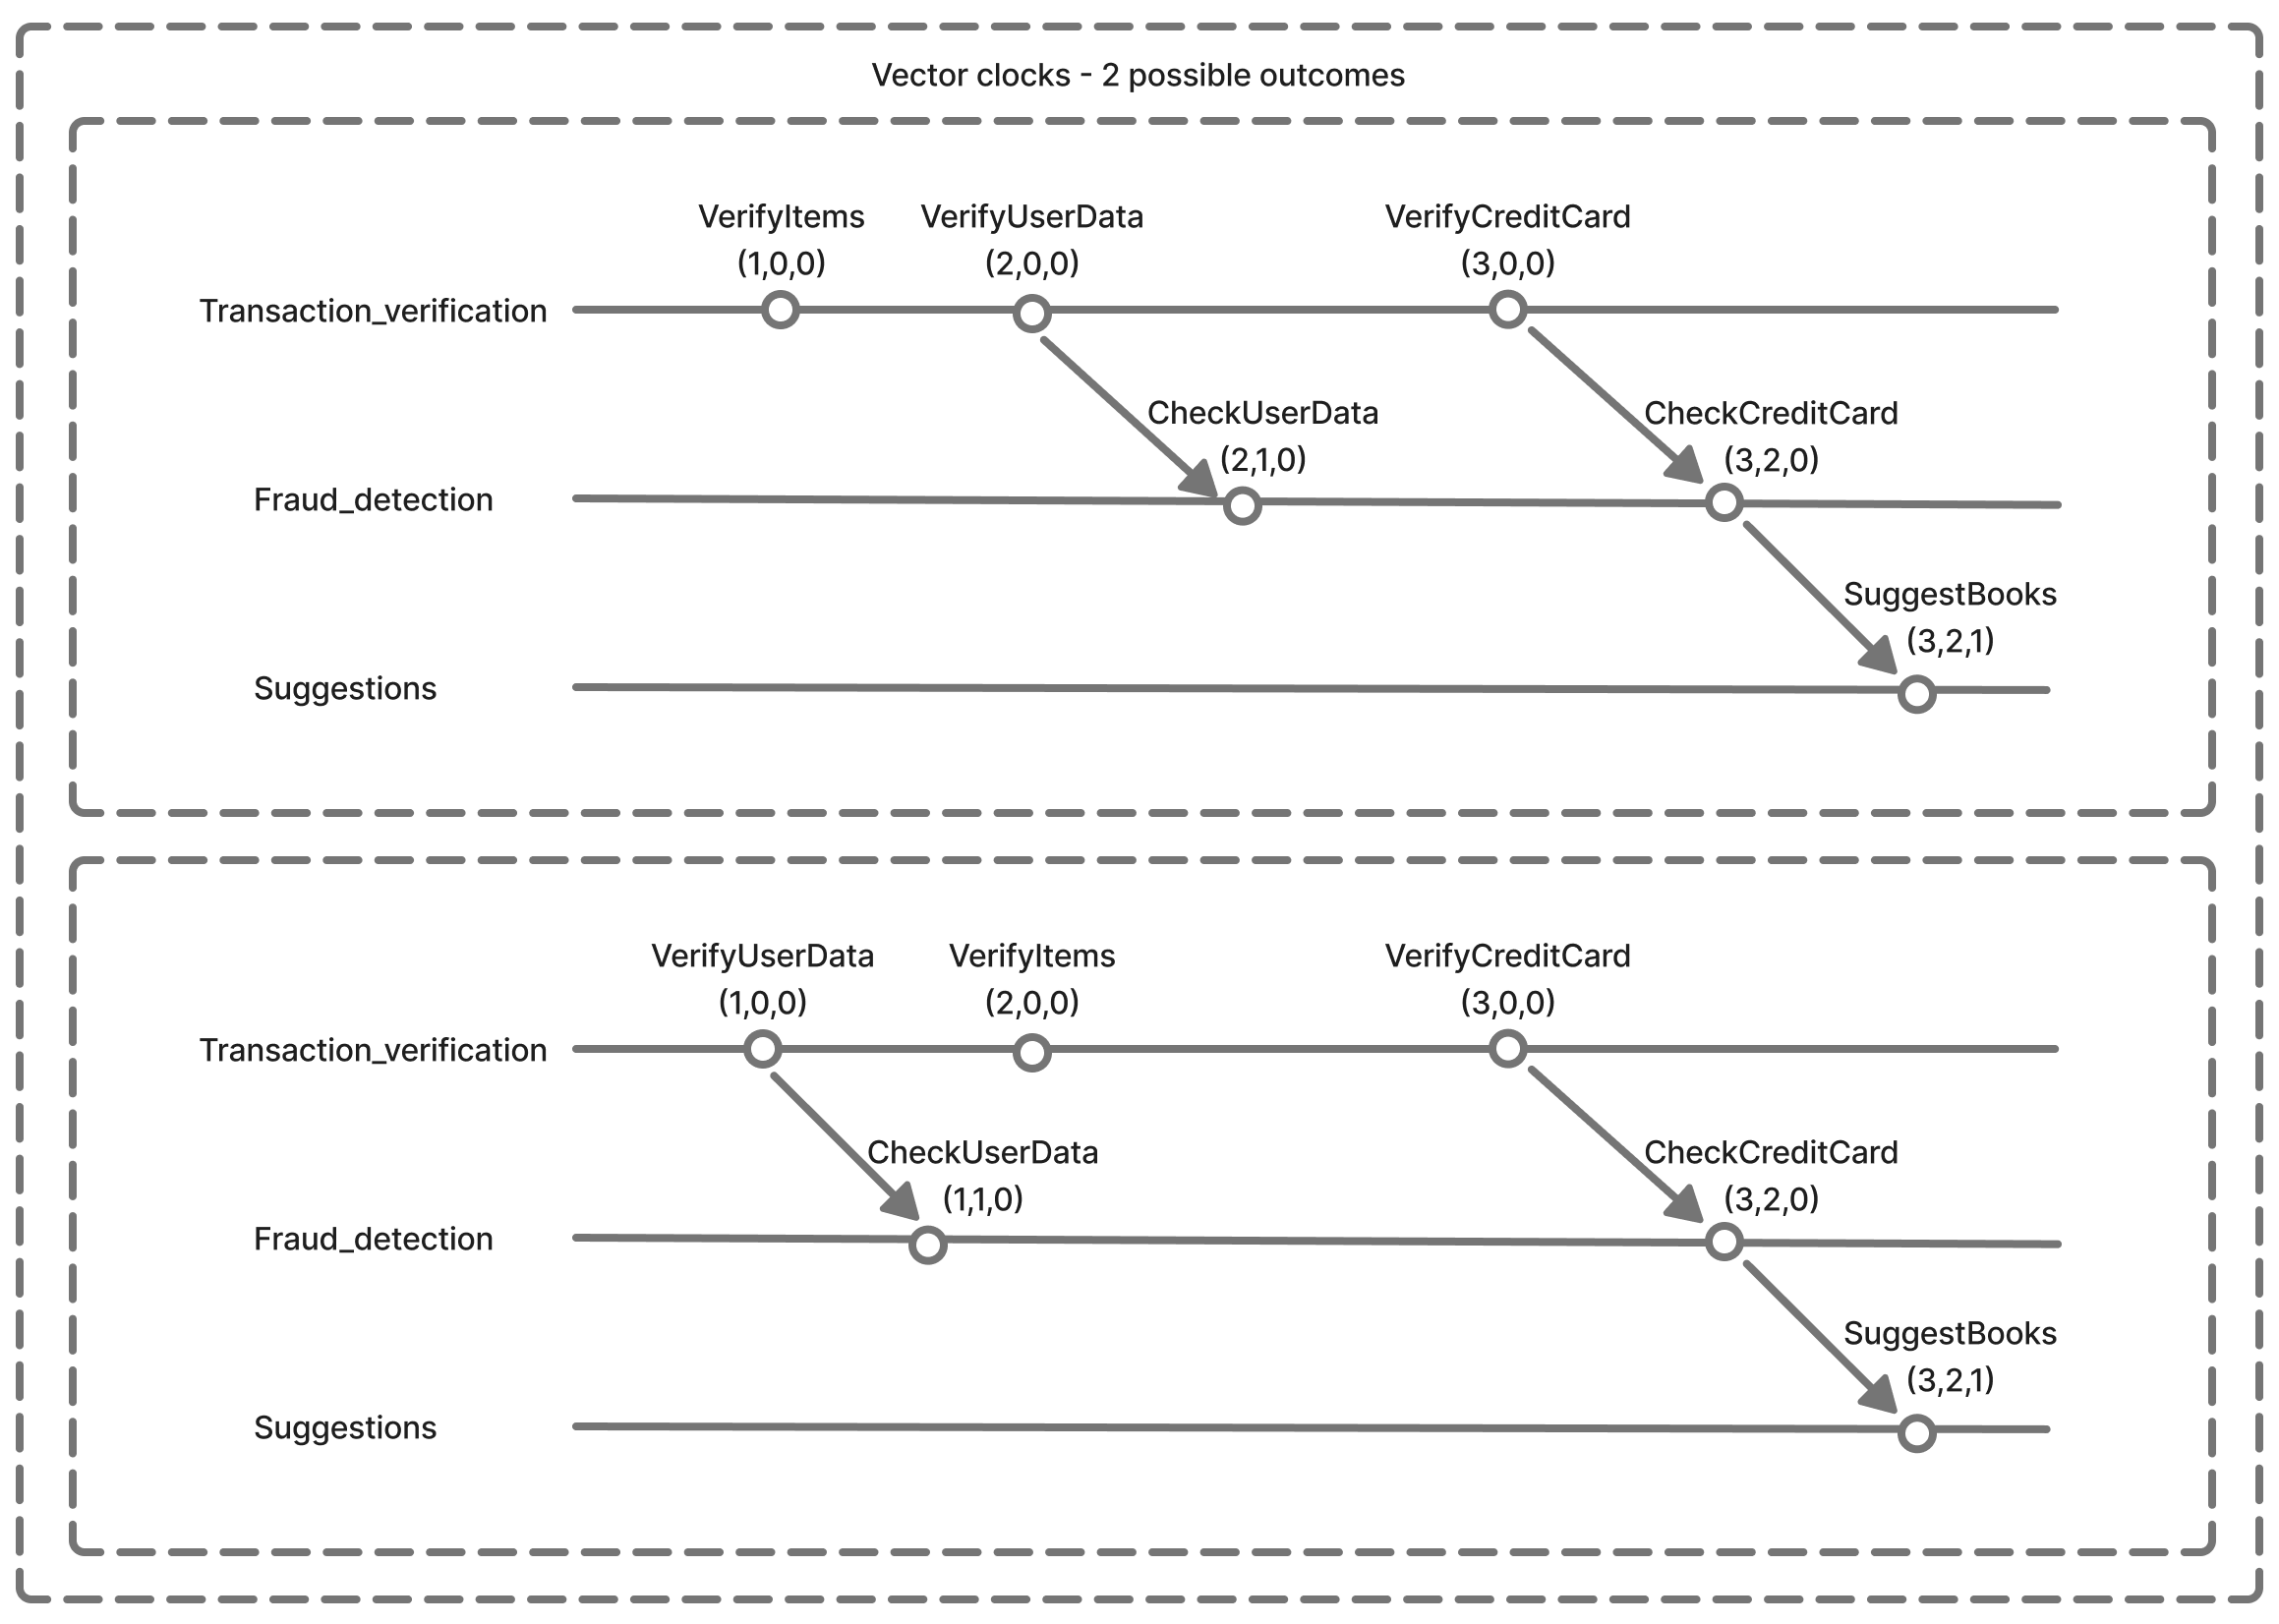 Vector clocks - 2 possible outcomes
VerifyItems
(1,0,0)
VerifyUserData
(2,0,0)
VerifyCreditCard
(3,0,0)
Transaction_verification
CheckUserData
(2,1,0)
CheckCreditCard
(3,2,0)
Fraud_detection
SuggestBooks
(3,2,1)
Suggestions
VerifyUserData
(1,0,0)
VerifyItems
(2,0,0)
VerifyCreditCard
(3,0,0)
Transaction_verification
CheckUserData
(1,1,0)
CheckCreditCard
(3,2,0)
Fraud_detection
SuggestBooks
(3,2,1)
Suggestions